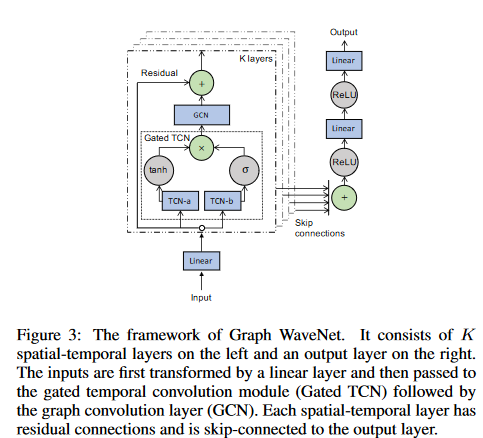 Output
K layers
Linear
Residual
+
ReLU
GCN
Linear
Gated TCN
×
ReLU
tanh
σ
TCN-a
TCN-b
+
Skip
connections
Linear
Input
Figure 3: The framework of Graph WaveNet. It consists of K
spatial-temporal layers on the left and an output layer on the right.
The inputs are first transformed by a linear layer and then passed to
the gated temporal convolution module (Gated TCN) followed by
the graph convolution layer (GCN). Each spatial-temporal layer has
residual connections and is skip-connected to the output layer.